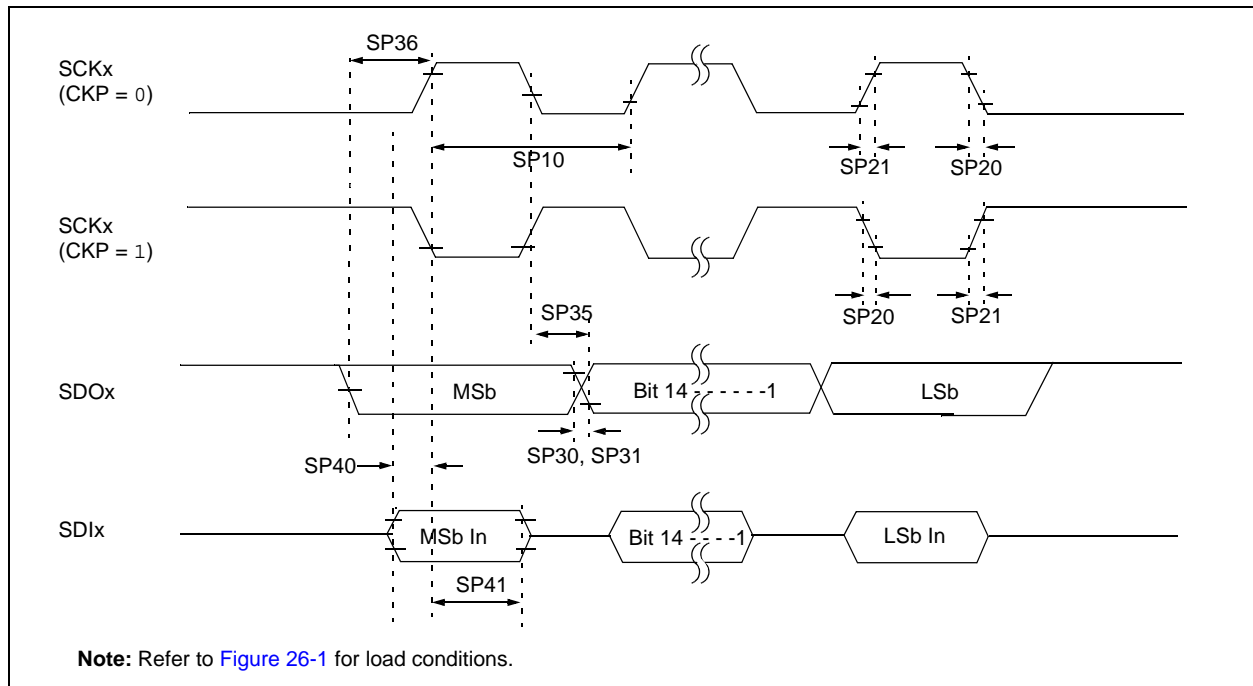 SP36
SCKx
(CKP = 0)
SP10
SP21
SP20
SCKx
(CKP = 1)
SP35
SP20
SP21
SDOx
MSb
Bit 14 - - - - - -1
LSb
SP40
SP30, SP31
SDIx
MSb In
Bit 14 - - - - -1
LSb In
SP41
Note: Refer to Figure 26-1 for load conditions.